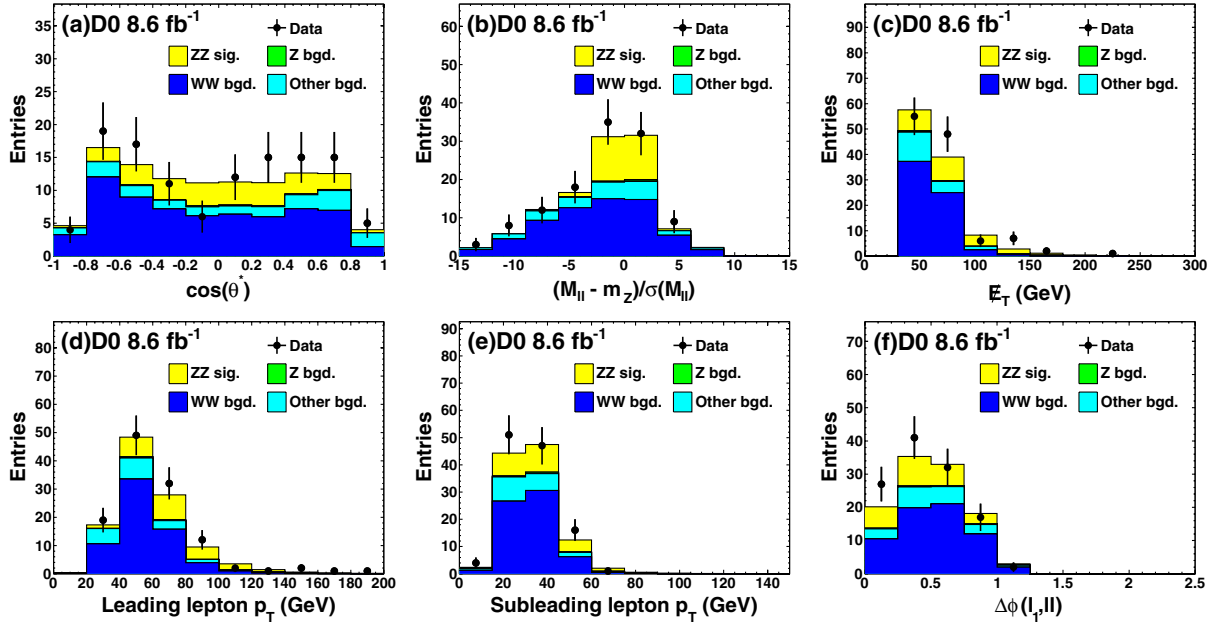 (a)D0 8.6 fb⁻¹
Data
ZZ sig.
Z bgd.
WW bgd.
Other bgd.
Entries
35
30
25
20
15
10
5
0
-1 -0.8 -0.6 -0.4 -0.2 0 0.2 0.4 0.6 0.8 1
cos(θ*)
(b)D0 8.6 fb⁻¹
Data
ZZ sig.
Z bgd.
WW bgd.
Other bgd.
Entries
60
50
40
30
20
10
0
-15 -10 -5 0 5 10 15
(M_ll - m_Z)/σ(M_ll)
(c)D0 8.6 fb⁻¹
Data
ZZ sig.
Z bgd.
WW bgd.
Other bgd.
Entries
90
80
70
60
50
40
30
20
10
0
0 50 100 150 200 250 300
E̸_T (GeV)
(d)D0 8.6 fb⁻¹
Data
ZZ sig.
Z bgd.
WW bgd.
Other bgd.
Entries
80
70
60
50
40
30
20
10
0
0 20 40 60 80 100 120 140 160 180 200
Leading lepton p_T (GeV)
(e)D0 8.6 fb⁻¹
Data
ZZ sig.
Z bgd.
WW bgd.
Other bgd.
Entries
90
80
70
60
50
40
30
20
10
0
0 20 40 60 80 100 120 140
Subleading lepton p_T (GeV)
(f)D0 8.6 fb⁻¹
Data
ZZ sig.
Z bgd.
WW bgd.
Other bgd.
Entries
70
60
50
40
30
20
10
0
0 0.5 1 1.5 2 2.5
Δϕ(l_1,ll)